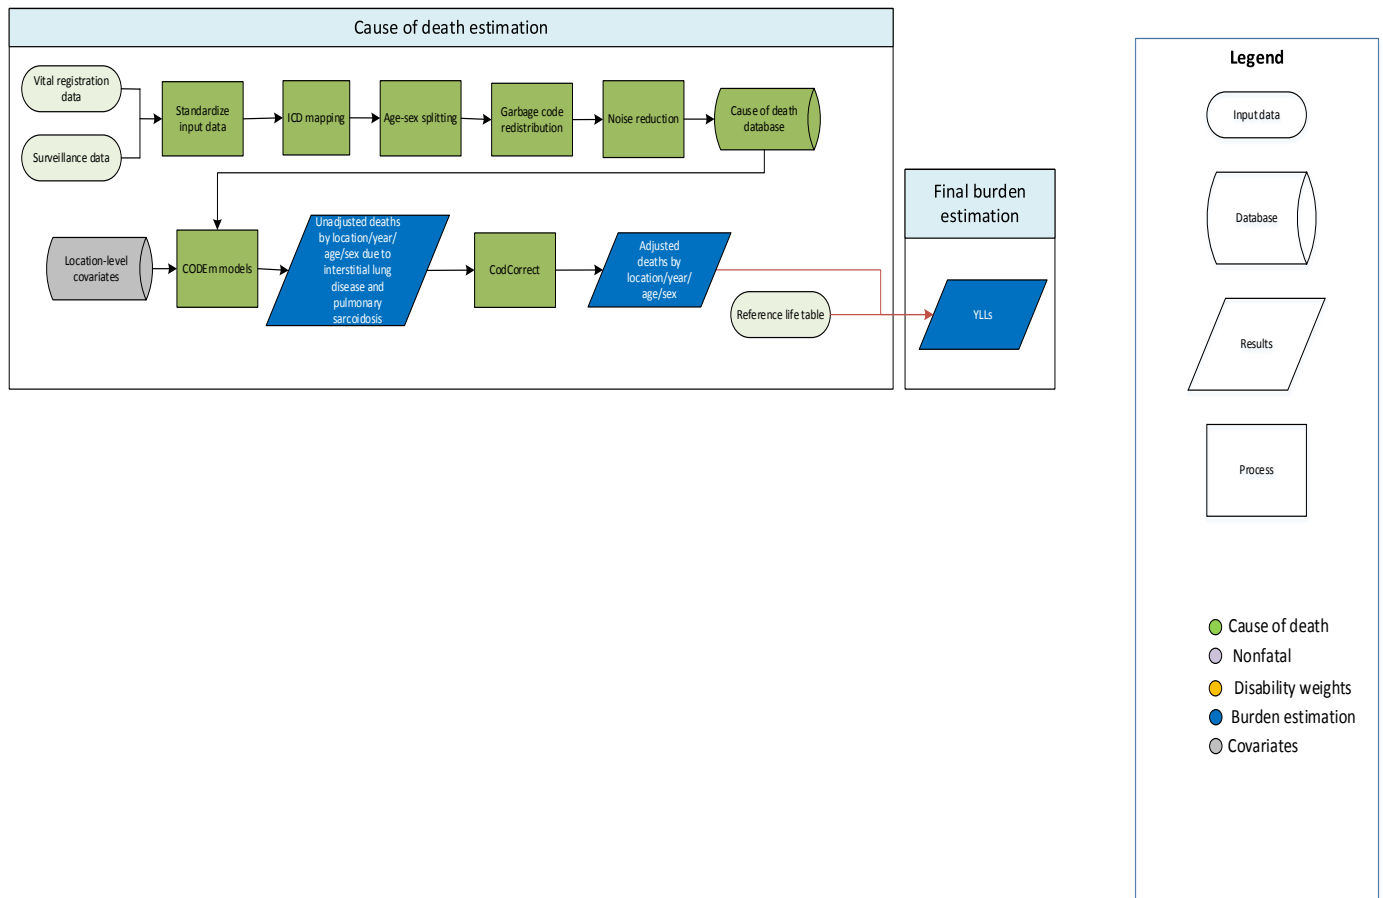 Cause of death estimation
Vital registration
data
Surveillance data
Standardize
input data
ICD mapping
Age-sex splitting
Garbage code
redistribution
Noise reduction
Cause of death
database
Location-level
covariates
CODEm models
Unadjusted deaths
by location/year/
age/sex due to
interstitial lung
disease and
pulmonary
sarcoidosis
CodCorrect
Adjusted
deaths by
location/year/
age/sex
Reference life table
Final burden
estimation
YLLs
Legend
Input data
Database
Results
Process
Cause of death
Nonfatal
Disability weights
Burden estimation
Covariates